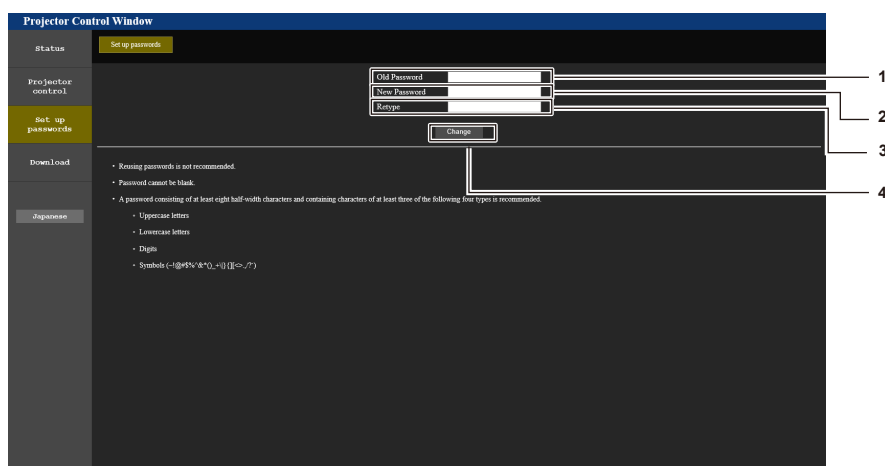 Projector Control Window
Status
Projector
control
Set up
passwords
Download
Japanese
Set up passwords
Old Password
New Password
Retype
Change
1
2
3
4
• Reusing passwords is not recommended.
• Password cannot be blank.
• A password consisting of at least eight half-width characters and containing characters of at least three of the following four types is recommended.
• Uppercase letters
• Lowercase letters
• Digits
• Symbols